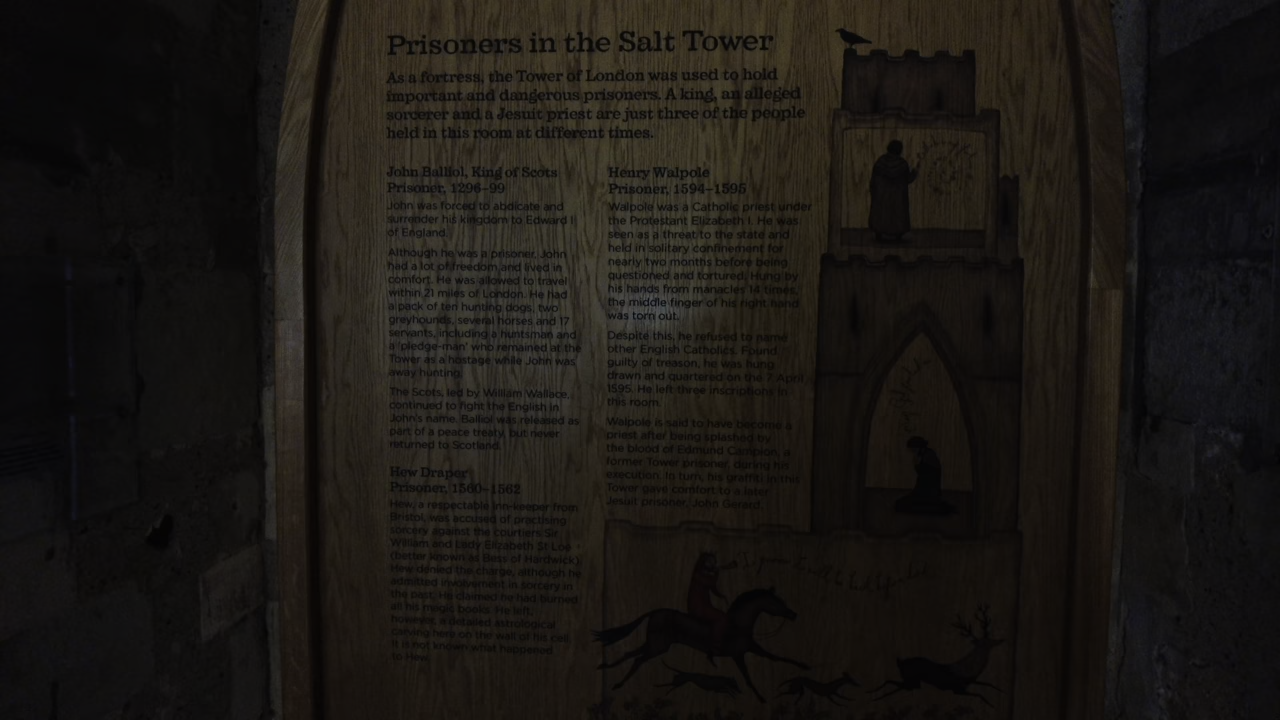 Prisoners in the Salt Tower
As a fortress, the Tower of London was used to hold
important and dangerous prisoners. A king, an alleged
sorcerer and a Jesuit priest are just three of the people
held in this room at different times.
John Balliol, King of Scots
Prisoner, 1296–99
John was forced to abdicate and
surrender his kingdom to Edward I
of England.
Although he was a prisoner, John
had a lot of freedom and lived in
comfort. He was allowed to travel
within 21 miles of London. He had
a pack of ten hunting dogs, two
greyhounds, several horses and 17
servants, including a huntsman and
a 'pledge-man' who remained at the
Tower as a hostage while John was
away hunting.
The Scots, led by William Wallace,
continued to fight the English in
John's name. Balliol was released as
part of a peace treaty, but never
returned to Scotland.
Hew Draper
Prisoner, 1560–1562
Hew, a respectable inn-keeper from
Bristol, was accused of practising
sorcery against the courtiers Sir
William and Lady Elizabeth St Loe
(better known as Bess of Hardwick).
Hew denied the charge, although he
admitted involvement in sorcery in
the past. He claimed he had burned
all his magic books. He left,
however, a detailed astrological
carving here on the wall of his cell.
It is not known what happened
to Hew.
Henry Walpole
Prisoner, 1594–1595
Walpole was a Catholic priest under
the Protestant Elizabeth I. He was
seen as a threat to the state and
held in solitary confinement for
nearly two months before being
questioned and tortured. Hung by
his hands from manacles 14 times,
the middle finger of his right hand
was torn out.
Despite this, he refused to name
other English Catholics. Found
guilty of treason, he was hung
drawn and quartered on the 7 April
1595. He left three inscriptions in
this room.
Walpole is said to have become a
priest after being splashed by
the blood of Edmund Campion, a
former Tower prisoner, during his
execution. In turn, his graffiti in this
Tower gave comfort to a later
Jesuit prisoner, John Gerard.